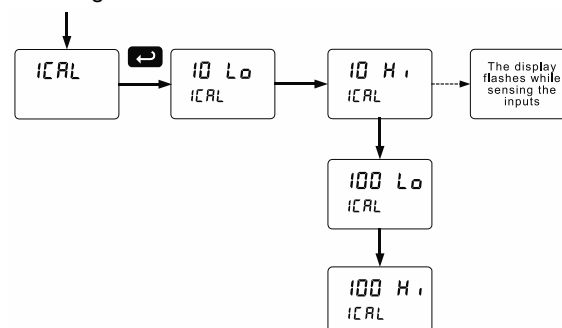 ICAL
10 Lo
ICAL
10 Hi
ICAL
The display
flashes while
sensing the
inputs
100 Lo
ICAL
100 Hi
ICAL